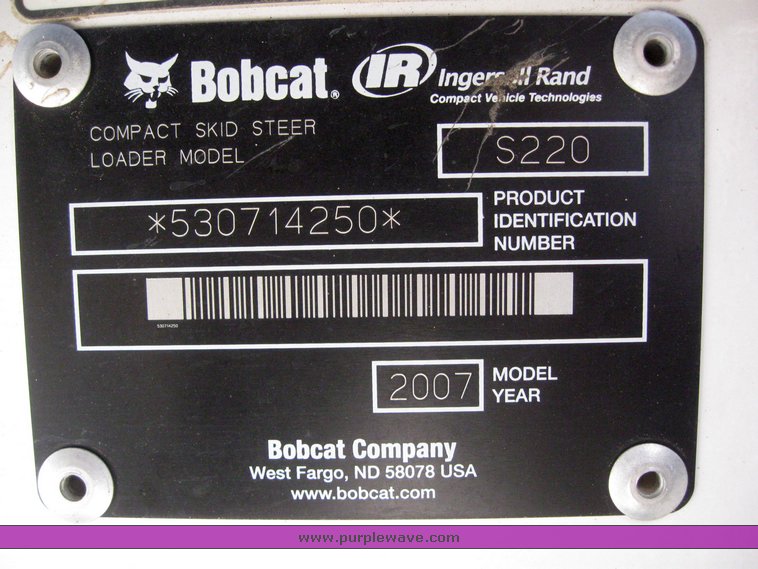 Bobcat® IR Ingersoll Rand
Compact Vehicle Technologies
COMPACT SKID STEER
LOADER MODEL
S220
*530714250*
PRODUCT
IDENTIFICATION
NUMBER
530714250
2007
MODEL
YEAR
Bobcat Company
West Fargo, ND 58078 USA
www.bobcat.com
www.purplewave.com